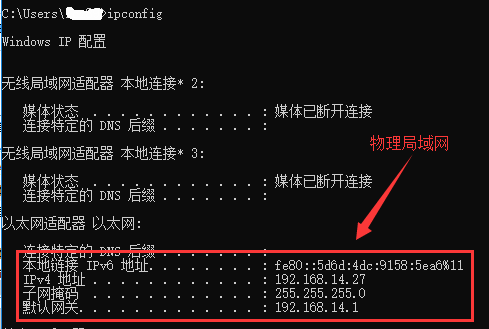 C:\Users\ >ipconfig
Windows IP 配置
无线局域网适配器 本地连接* 2:
媒体状态 . . . . . . . . . . . . : 媒体已断开连接
连接特定的 DNS 后缀 . . . . . . . :
无线局域网适配器 本地连接* 3:
物理局域网
媒体状态 . . . . . . . . . . . . : 媒体已断开连接
连接特定的 DNS 后缀 . . . . . . . :
以太网适配器 以太网:
连接特定的 DNS 后缀 . . . . . . . :
本地链接 IPv6 地址. . . . . . . . : fe80::5d6d:4dc:9158:5ea6%11
IPv4 地址 . . . . . . . . . . . . : 192.168.14.27
子网掩码 . . . . . . . . . . . . : 255.255.255.0
默认网关. . . . . . . . . . . . . : 192.168.14.1